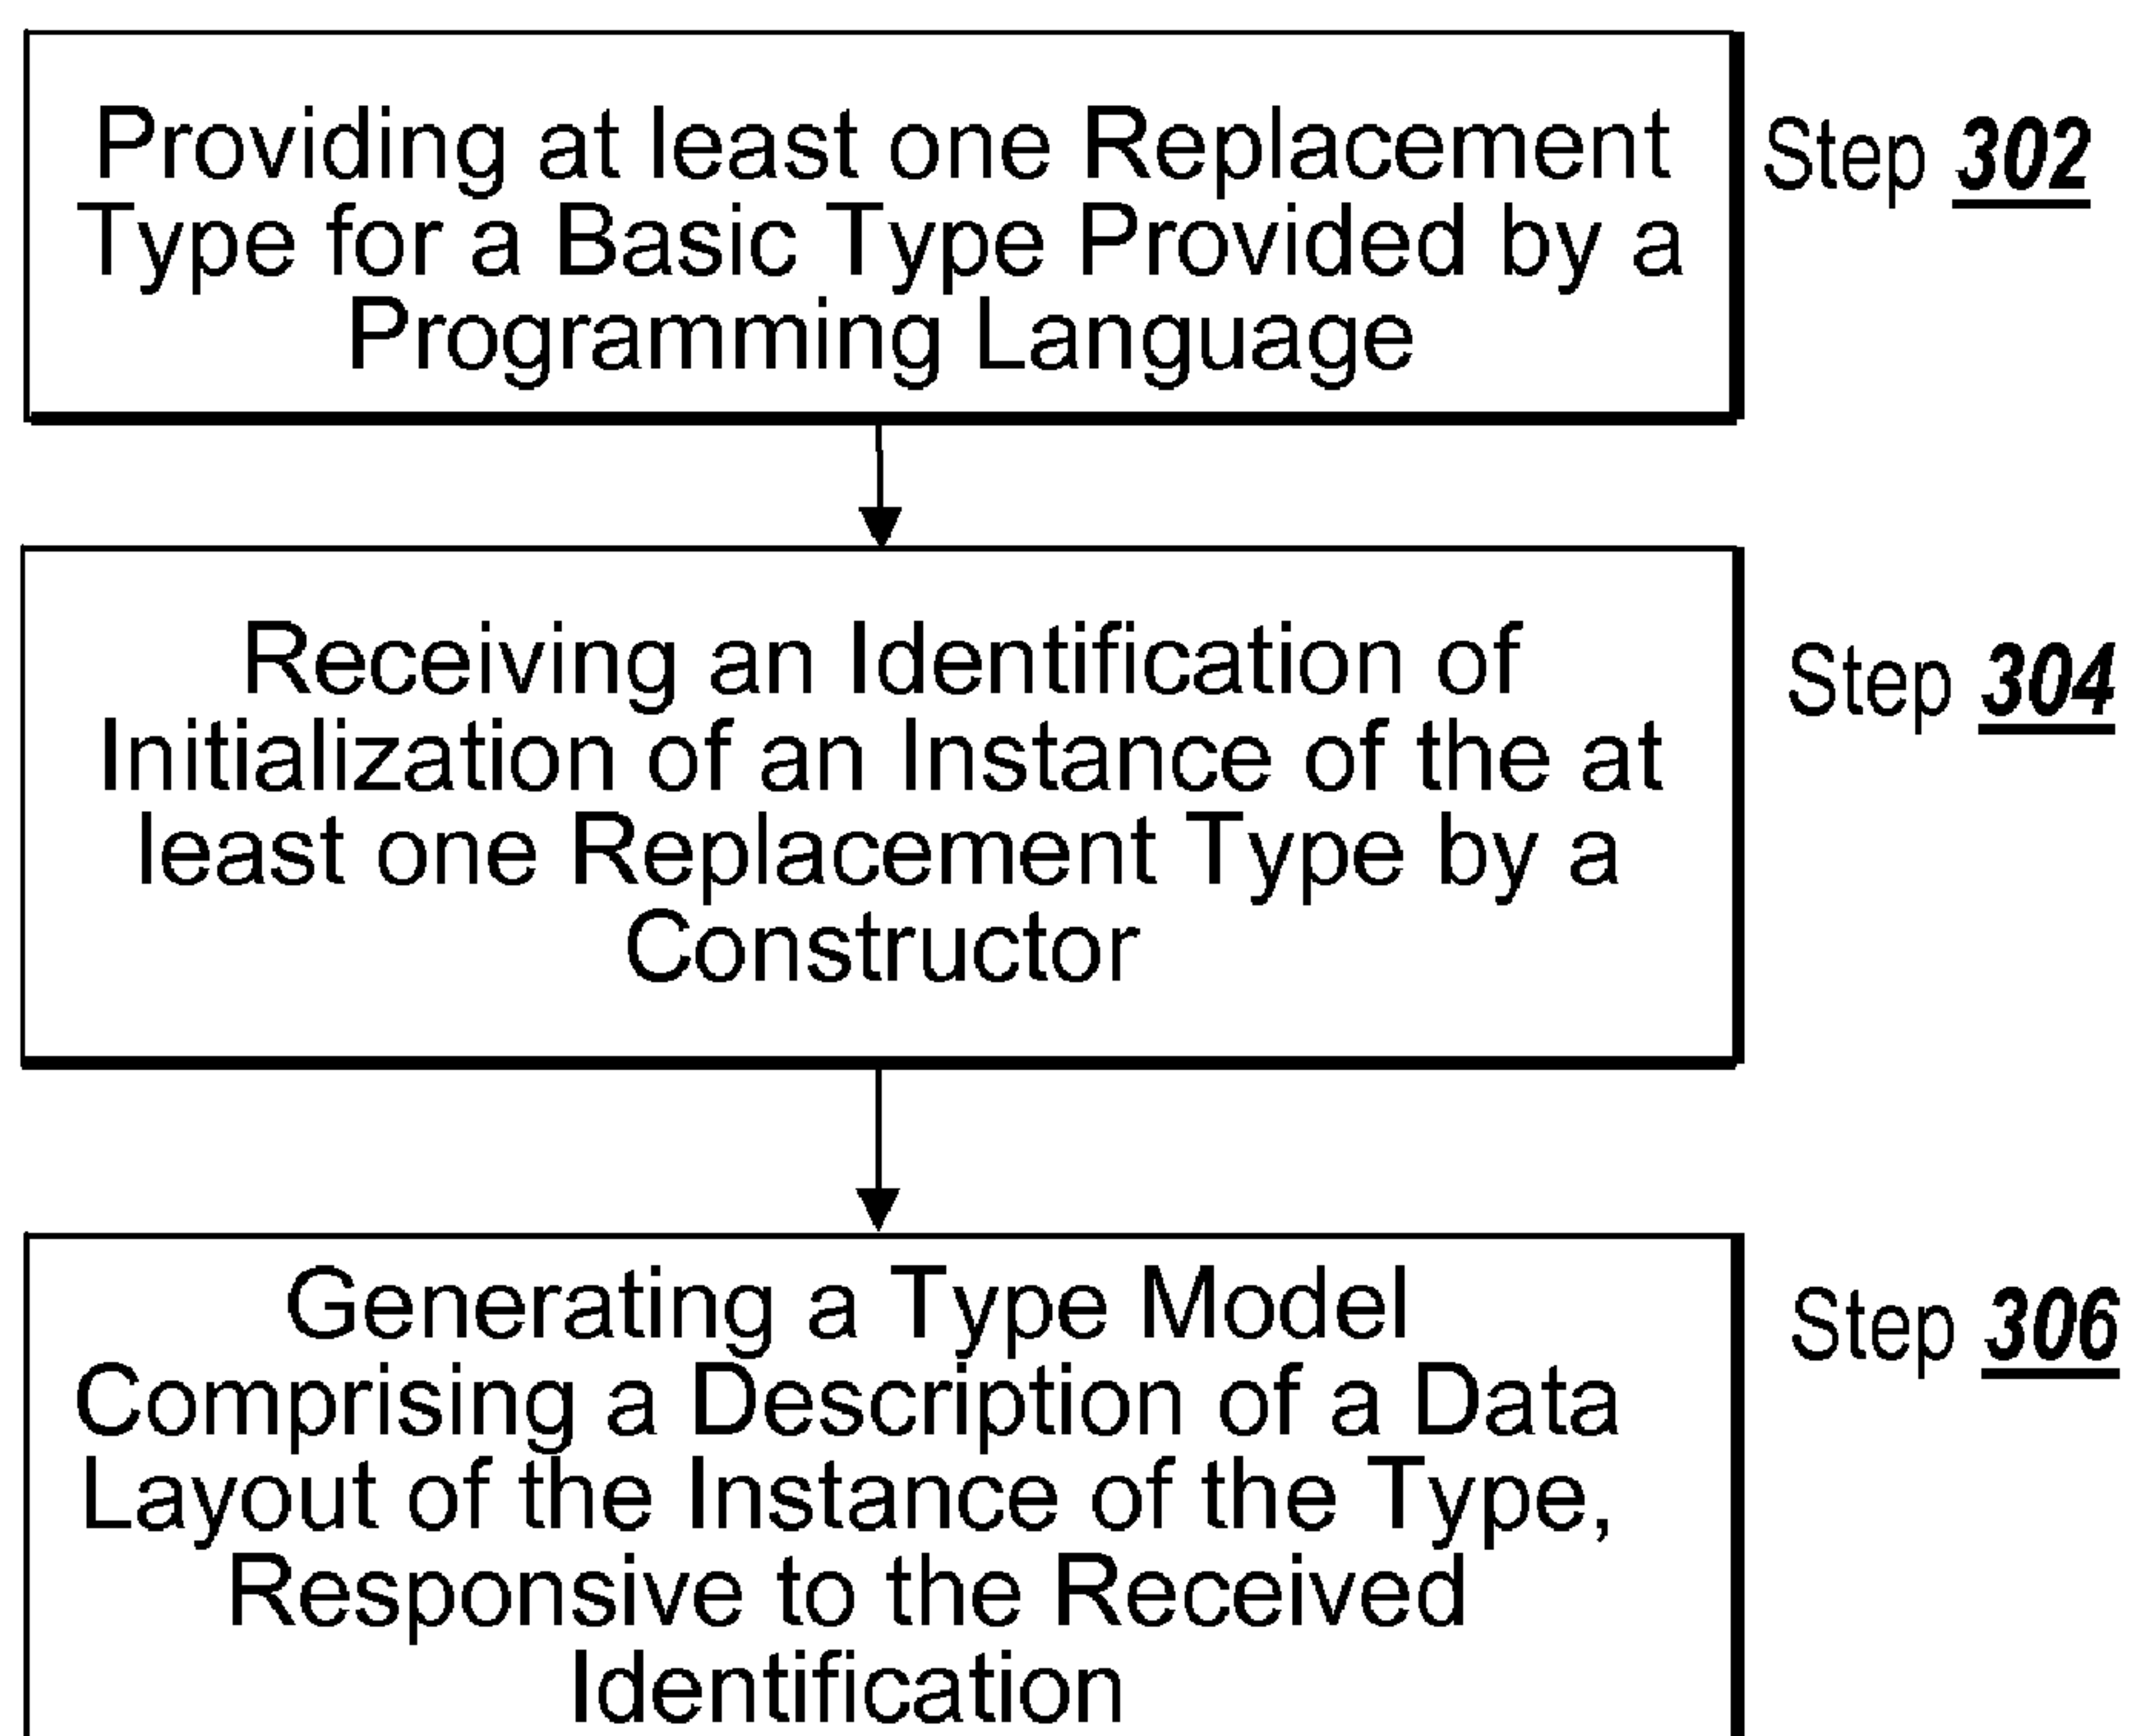 Providing at least one Replacement
Type for a Basic Type Provided by a
Programming Language
Step 302
Receiving an Identification of
Initialization of an Instance of the at
least one Replacement Type by a
Constructor
Step 304
Generating a Type Model
Comprising a Description of a Data
Layout of the Instance of the Type,
Responsive to the Received
Identification
Step 306